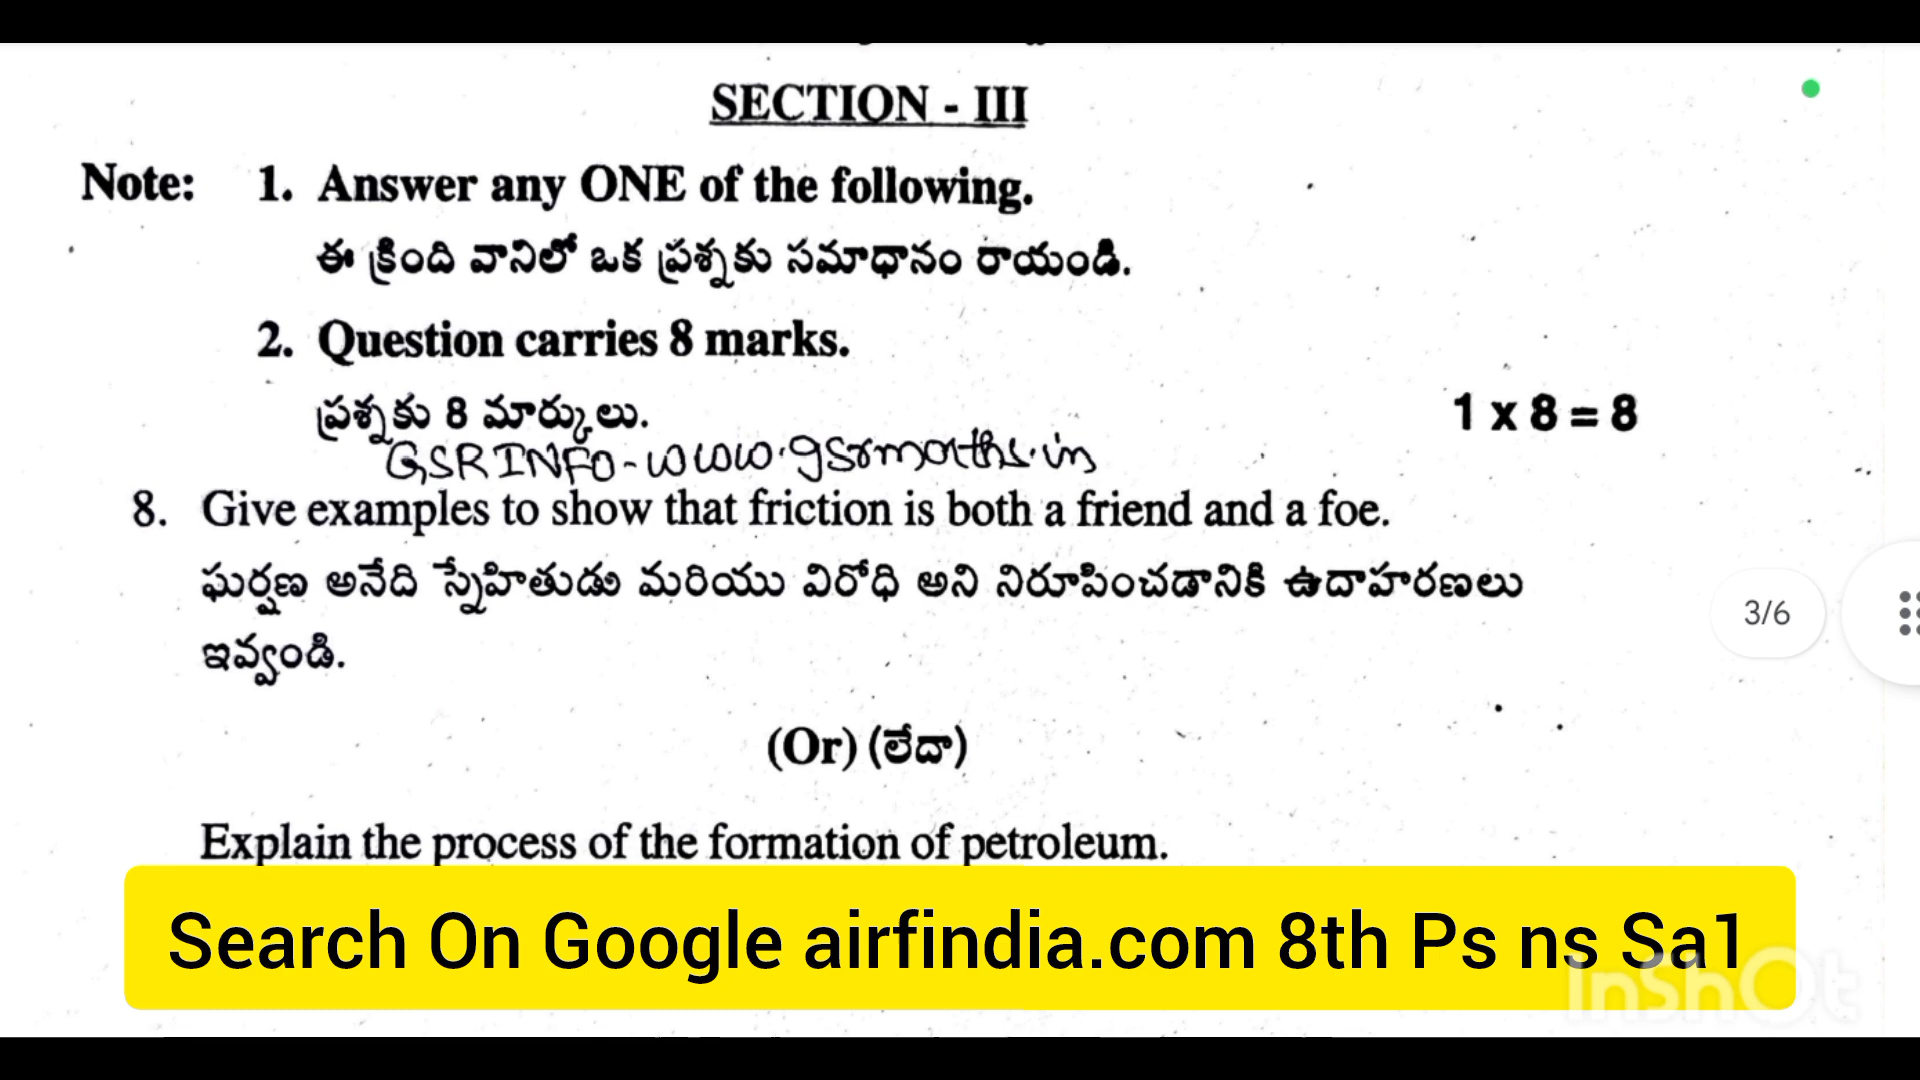 SECTION - III
Note: 1. Answer any ONE of the following.
ఈ క్రింది వానిలో ఒక ప్రశ్నకు సమాధానం రాయండి.
2. Question carries 8 marks.
ప్రశ్నకు 8 మార్కులు. 1 x 8 = 8
GSRINFO-www.gsrmaths.in
8. Give examples to show that friction is both a friend and a foe.
ఘర్షణ అనేది స్నేహితుడు మరియు విరోధి అని నిరూపించడానికి ఉదాహరణలు
ఇవ్వండి.
3/6
(Or) (లేదా)
Explain the process of the formation of petroleum.
Search On Google airfindia.com 8th Ps ns Sa1
InShOt